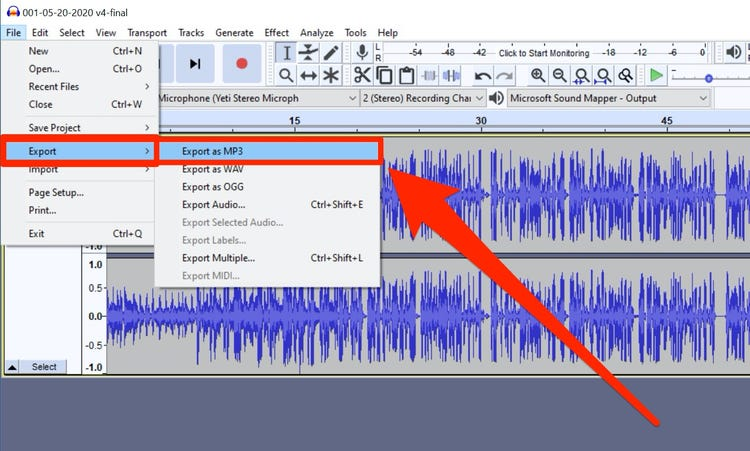 001-05-20-2020 v4-final
File Edit Select View Transport Tracks Generate Effect Analyze Tools Help
New Ctrl+N
Open... Ctrl+O
Recent Files
Close Ctrl+W
Save Project
Export
Import
Page Setup...
Print...
Exit Ctrl+Q
Export as MP3
Export as WAV
Export as OGG
Export Audio... Ctrl+Shift+E
Export Selected Audio...
Export Labels...
Export Multiple... Ctrl+Shift+L
Export MIDI...
L
R
-54 -48 -42 Click to Start Monitoring -18 -12 -6 0
L
R
Microphone (Yeti Stereo Microph 2 (Stereo) Recording Chan Microsoft Sound Mapper - Output
15 30 45
-1.0
1.0
0.5
0.0-
-0.5
-1.0
Select